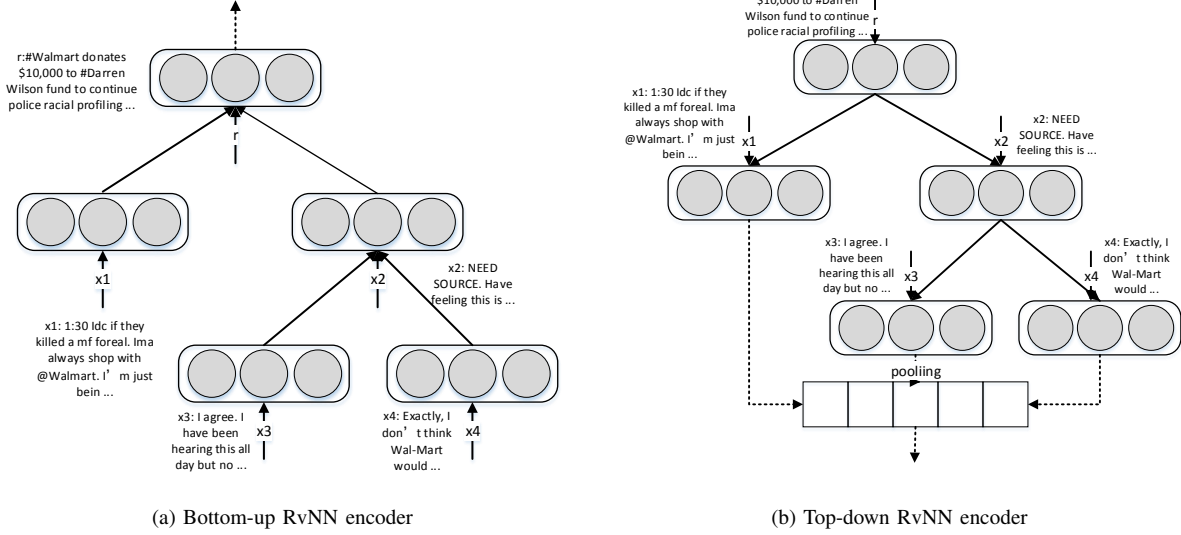 r:#Walmart donates
$10,000 to #Darren
Wilson fund to continue
police racial profiling ...
r
x1
x2
x2: NEED
SOURCE. Have
feeling this is ...
x1: 1:30 Idc if they
killed a mf foreal. Ima
always shop with
@Walmart. I' m just
bein ...
x3: I agree. I
have been
hearing this all
day but no ...
x3
x4: Exactly, I
don' t think
Wal-Mart
would ...
x4
(a) Bottom-up RvNN encoder
$10,000 to #Darren
Wilson fund to continue
police racial profiling ...
r
x1: 1:30 Idc if they
killed a mf foreal. Ima
always shop with
@Walmart. I' m just
bein ...
x1
x2
x2: NEED
SOURCE. Have
feeling this is ...
x3: I agree. I
have been
hearing this all
day but no ...
x3
x4
x4: Exactly, I
don' t think
Wal-Mart
would ...
pooliing
(b) Top-down RvNN encoder